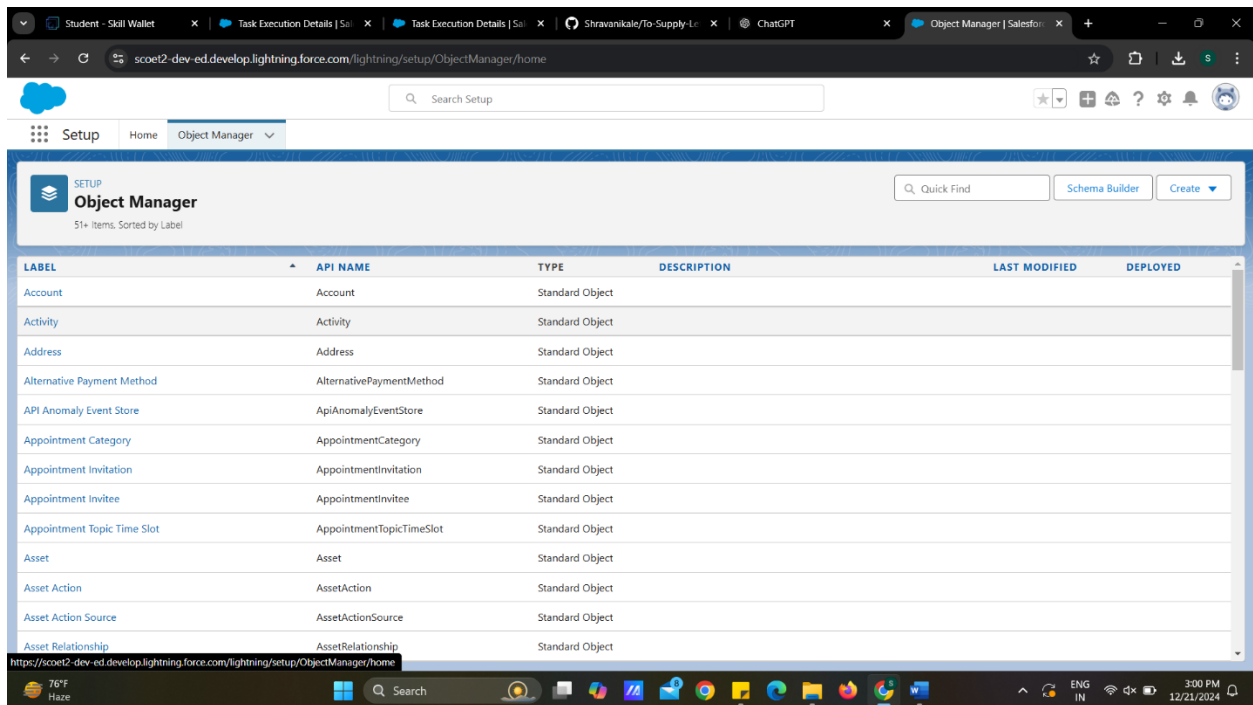 Student - Skill Wallet
Task Execution Details | Sal
Task Execution Details | Sal
Shravanikale/To-Supply-Le
ChatGPT
Object Manager | Salesforc
scoet2-dev-ed.develop.lightning.force.com/lightning/setup/ObjectManager/home
S
Search Setup
Setup
Home
Object Manager
SETUP
Object Manager
51+ Items, Sorted by Label
Quick Find
Schema Builder
Create
LABEL API NAME TYPE DESCRIPTION LAST MODIFIED DEPLOYED
Account Account Standard Object
Activity Activity Standard Object
Address Address Standard Object
Alternative Payment Method AlternativePaymentMethod Standard Object
API Anomaly Event Store ApiAnomalyEventStore Standard Object
Appointment Category AppointmentCategory Standard Object
Appointment Invitation AppointmentInvitation Standard Object
Appointment Invitee AppointmentInvitee Standard Object
Appointment Topic Time Slot AppointmentTopicTimeSlot Standard Object
Asset Asset Standard Object
Asset Action AssetAction Standard Object
Asset Action Source AssetActionSource Standard Object
Asset Relationship AssetRelationship Standard Object
https://scoet2-dev-ed.develop.lightning.force.com/lightning/setup/ObjectManager/home
76°F
Haze
Search
8
S
ENG
IN
3:00 PM
12/21/2024